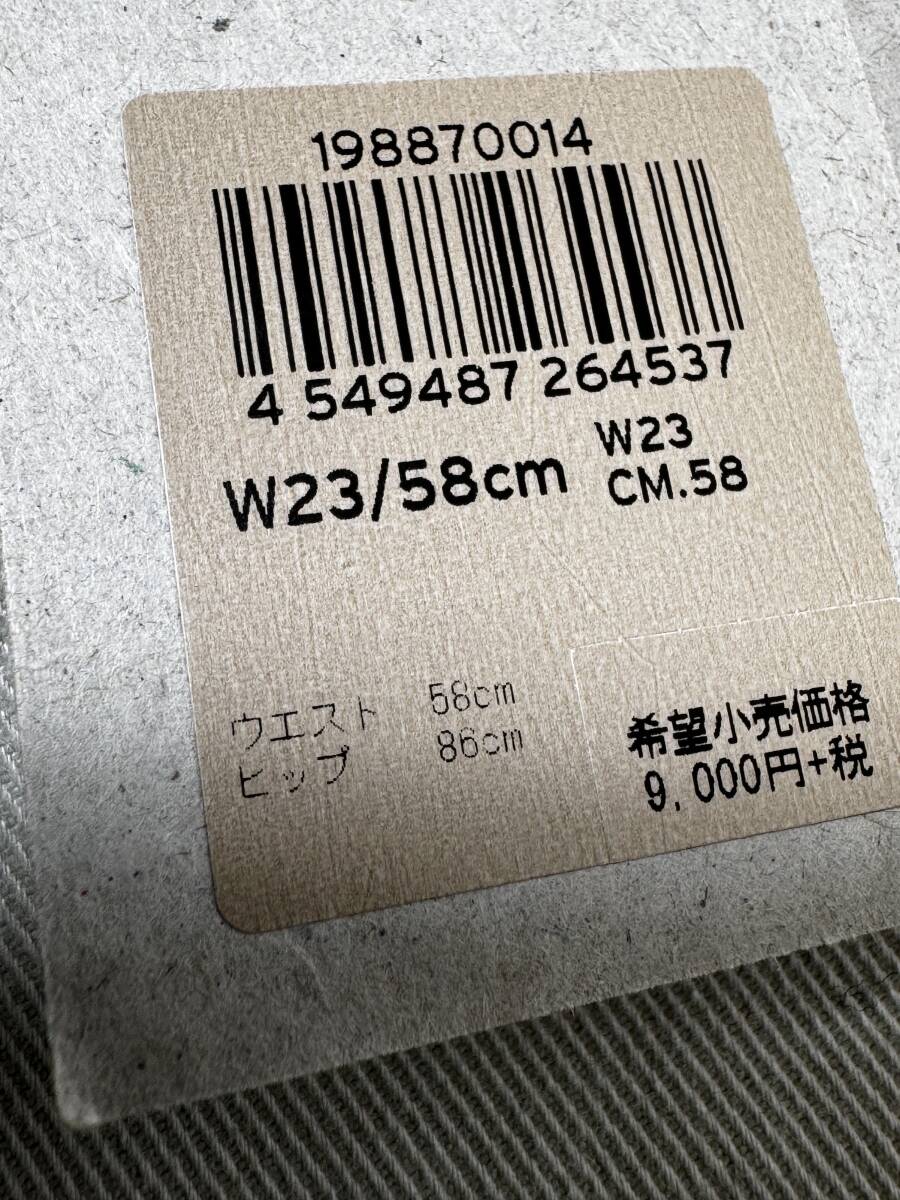 198870014
4 549487 264537
W23/58cm
W23
CM.58
ウエスト 58cm
ヒップ 86cm
希望小売価格
9,000円+税